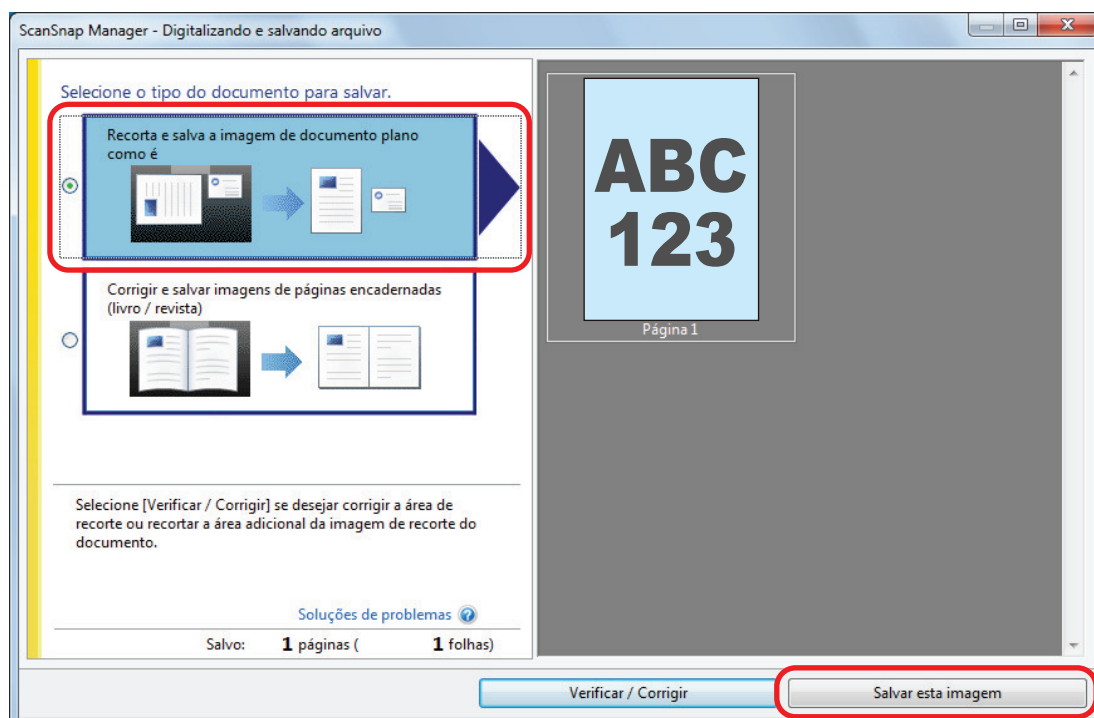 ScanSnap Manager - Digitalizando e salvando arquivo
Selecione o tipo do documento para salvar.
Recorta e salva a imagem de documento plano
como é
Corrigir e salvar imagens de páginas encadernadas
(livro / revista)
Selecione [Verificar / Corrigir] se desejar corrigir a área de
recorte ou recortar a área adicional da imagem de recorte do
documento.
Soluções de problemas
Salvo: 1 páginas ( 1 folhas)
ABC
123
Página 1
Verificar / Corrigir
Salvar esta imagem